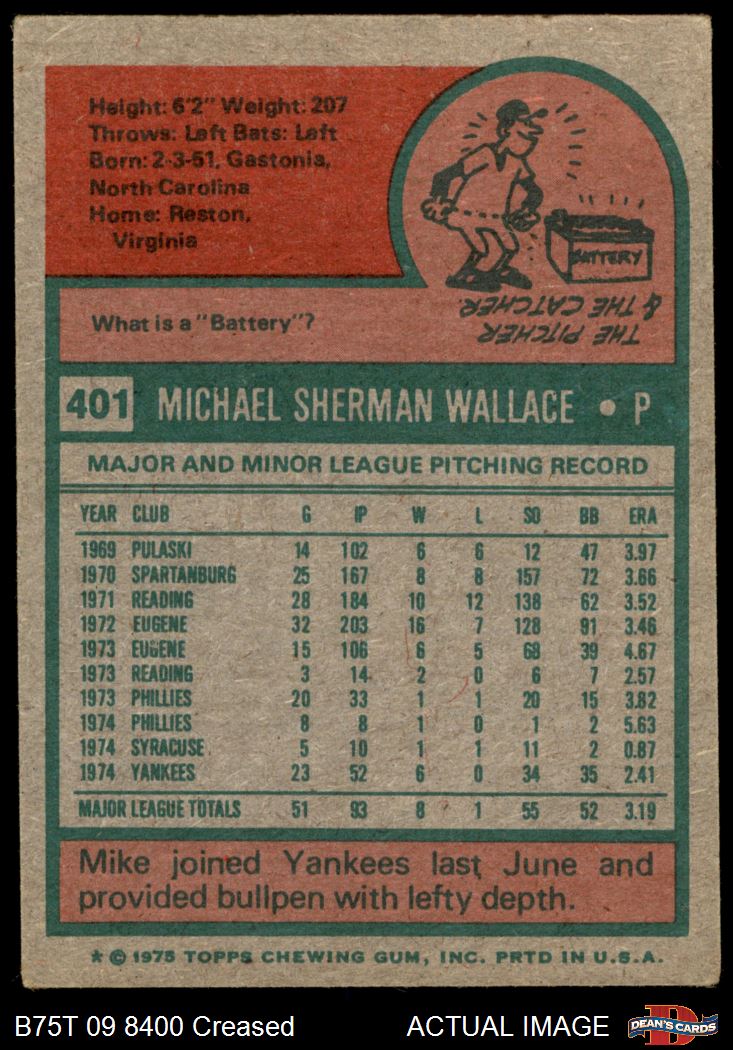 Height: 6'2" Weight: 207
Throws: Left Bats: Left
Born: 2-3-51, Gastonia,
North Carolina
Home: Reston,
Virginia
BATTERY
What is a "Battery"?
THE PITCHER
& THE CATCHER.
401 MICHAEL SHERMAN WALLACE • P
MAJOR AND MINOR LEAGUE PITCHING RECORD
YEAR CLUB G IP W L SO BB ERA
1969 PULASKI 14 102 6 6 12 47 3.97
1970 SPARTANBURG 25 167 8 8 157 72 3.66
1971 READING 28 184 10 12 138 62 3.52
1972 EUGENE 32 203 16 7 128 91 3.46
1973 EUGENE 15 106 6 5 68 39 4.67
1973 READING 3 14 2 0 6 7 2.57
1973 PHILLIES 20 33 1 1 20 15 3.82
1974 PHILLIES 8 8 1 0 1 2 5.63
1974 SYRACUSE 5 10 1 1 11 2 0.87
1974 YANKEES 23 52 6 0 34 35 2.41
MAJOR LEAGUE TOTALS 51 93 8 1 55 52 3.19
Mike joined Yankees last June and
provided bullpen with lefty depth.
* © 1975 TOPPS CHEWING GUM, INC. PRTD IN U.S.A.
B75T 09 8400 Creased ACTUAL IMAGE DEAN'S CARDS